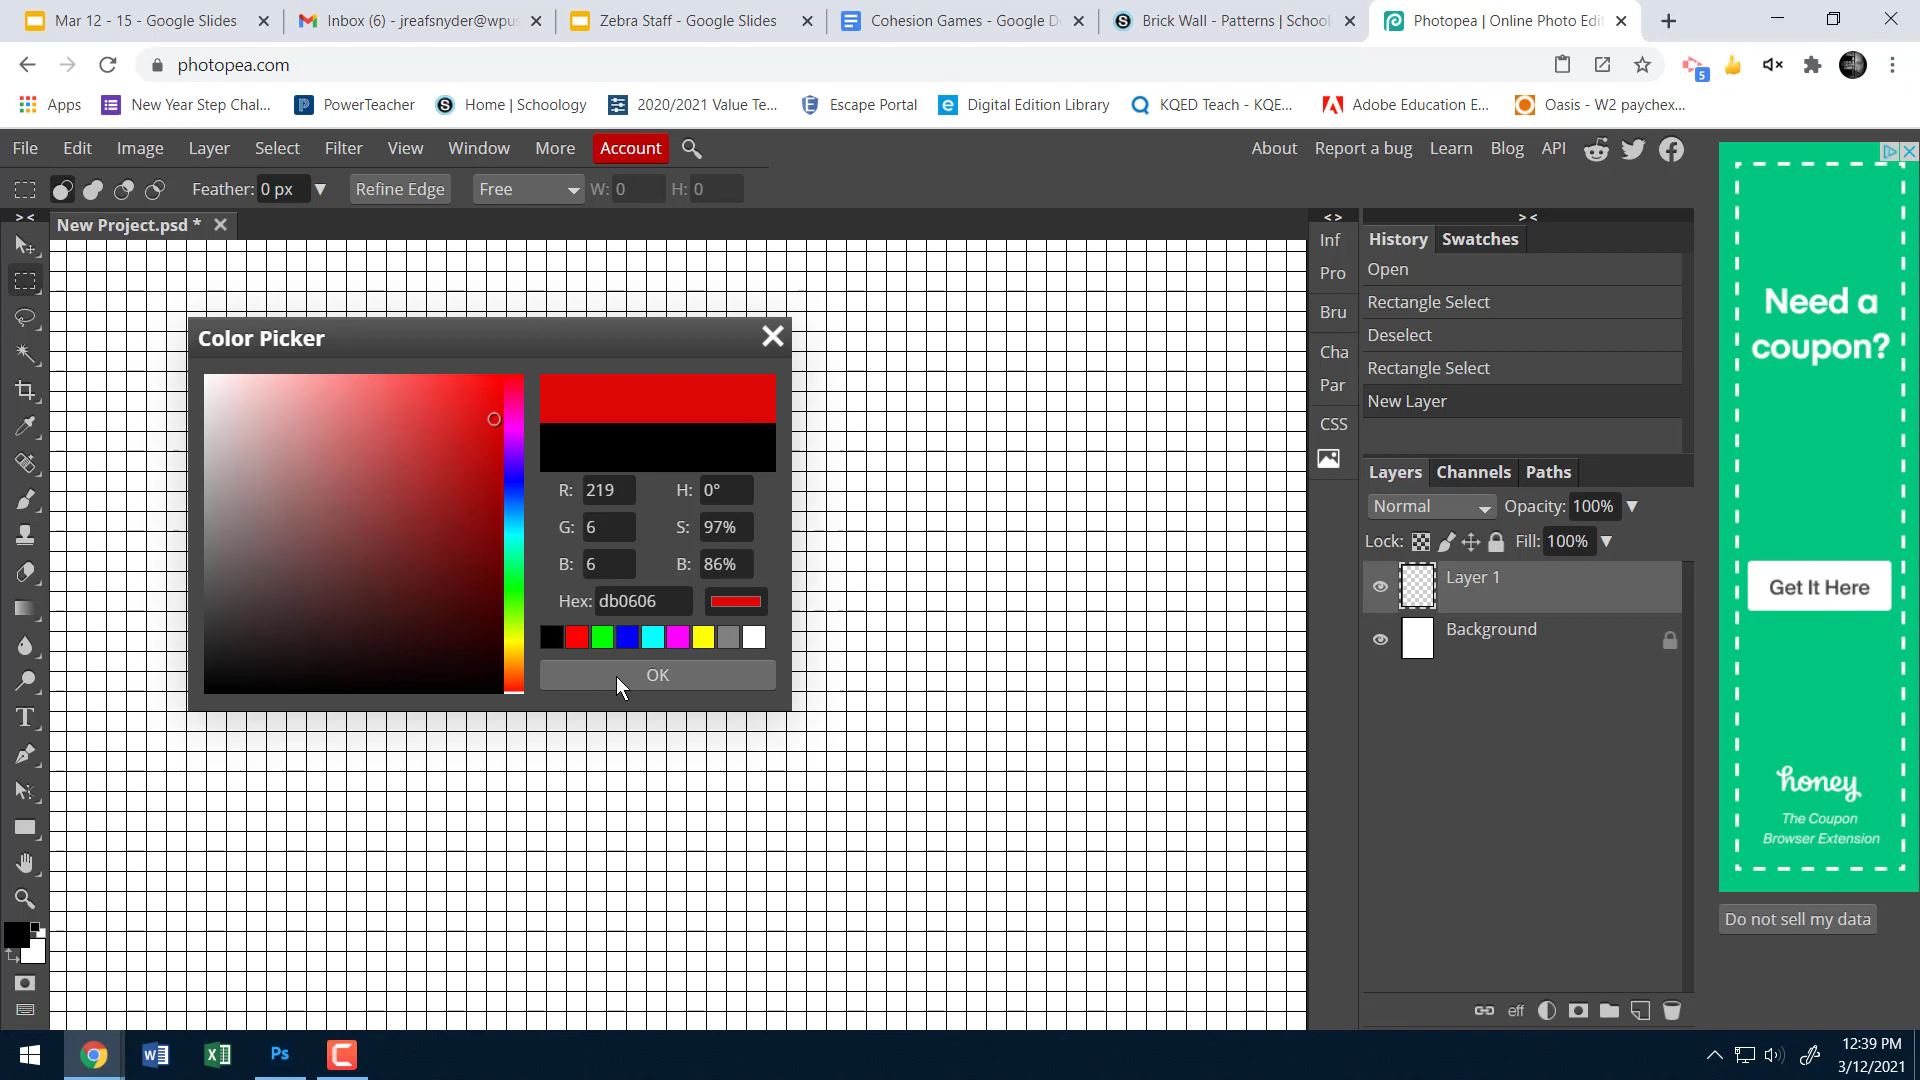 Mar 12 - 15 - Google Slides
Inbox (6) - jreafsnyder@wpus
Zebra Staff - Google Slides
Cohesion Games - Google D
Brick Wall - Patterns | School
Photopea | Online Photo Edi
photopea.com
5
Apps
New Year Step Chal...
PowerTeacher
Home | Schoology
2020/2021 Value Te...
Escape Portal
Digital Edition Library
KQED Teach - KQE...
Adobe Education E...
Oasis - W2 paychex...
File Edit Image Layer Select Filter View Window More Account
About Report a bug Learn Blog API
Feather: 0 px Refine Edge Free W: 0 H: 0
> <
New Project.psd *
< >
> <
Inf
Pro
Bru
Cha
Par
CSS
History Swatches
Open
Rectangle Select
Deselect
Rectangle Select
New Layer
Color Picker
R: 219 H: 0°
G: 6 S: 97%
B: 6 B: 86%
Hex: db0606
OK
Layers Channels Paths
Normal Opacity: 100%
Lock: Fill: 100%
Layer 1
Background
eff
Need a
coupon?
Get It Here
honey
The Coupon
Browser Extension
Do not sell my data
Ps
12:39 PM
3/12/2021